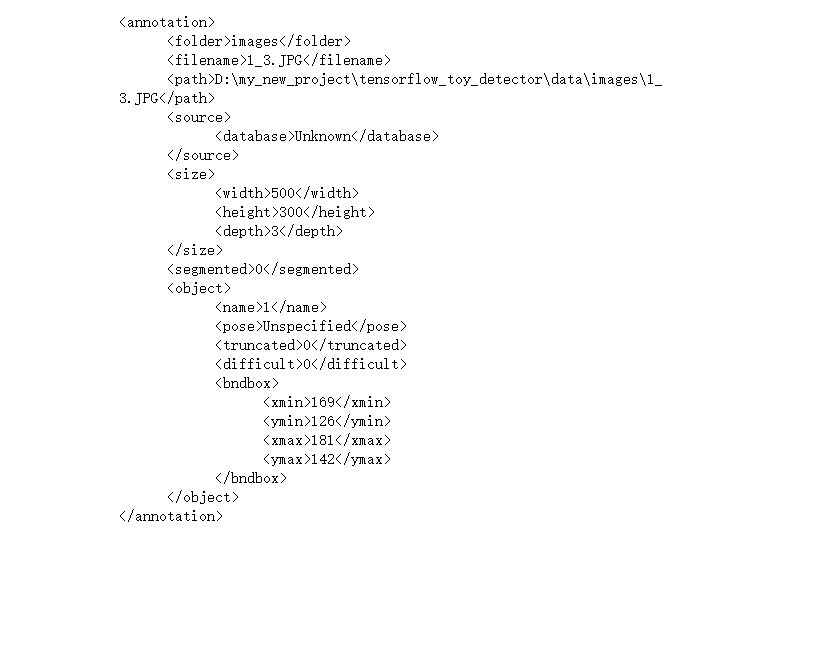 <annotation>
<folder>images</folder>
<filename>1_3.JPG</filename>
<path>D:\my_new_project\tensorflow_toy_detector\data\images\1_
3.JPG</path>
<source>
<database>Unknown</database>
</source>
<size>
<width>500</width>
<height>300</height>
<depth>3</depth>
</size>
<segmented>0</segmented>
<object>
<name>1</name>
<pose>Unspecified</pose>
<truncated>0</truncated>
<difficult>0</difficult>
<bndbox>
<xmin>169</xmin>
<ymin>126</ymin>
<xmax>181</xmax>
<ymax>142</ymax>
</bndbox>
</object>
</annotation>